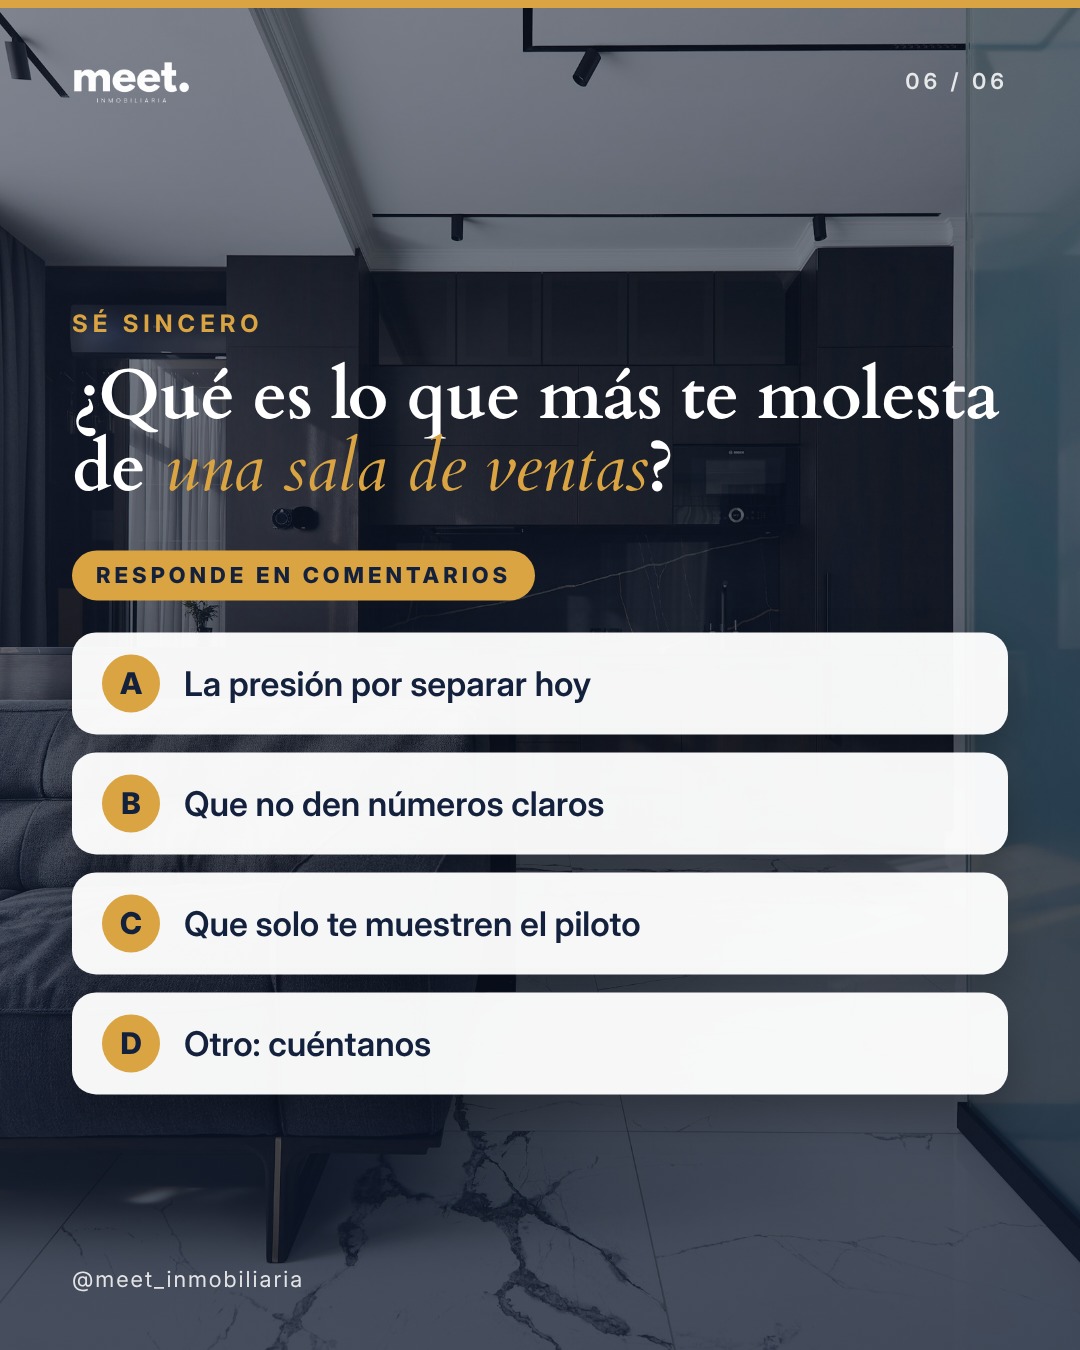 meet.
INMOBILIARIA
06 / 06
SÉ SINCERO
¿Qué es lo que más te molesta
de una sala de ventas?
RESPONDE EN COMENTARIOS
A La presión por separar hoy
B Que no den números claros
C Que solo te muestren el piloto
D Otro: cuéntanos
@meet_inmobiliaria